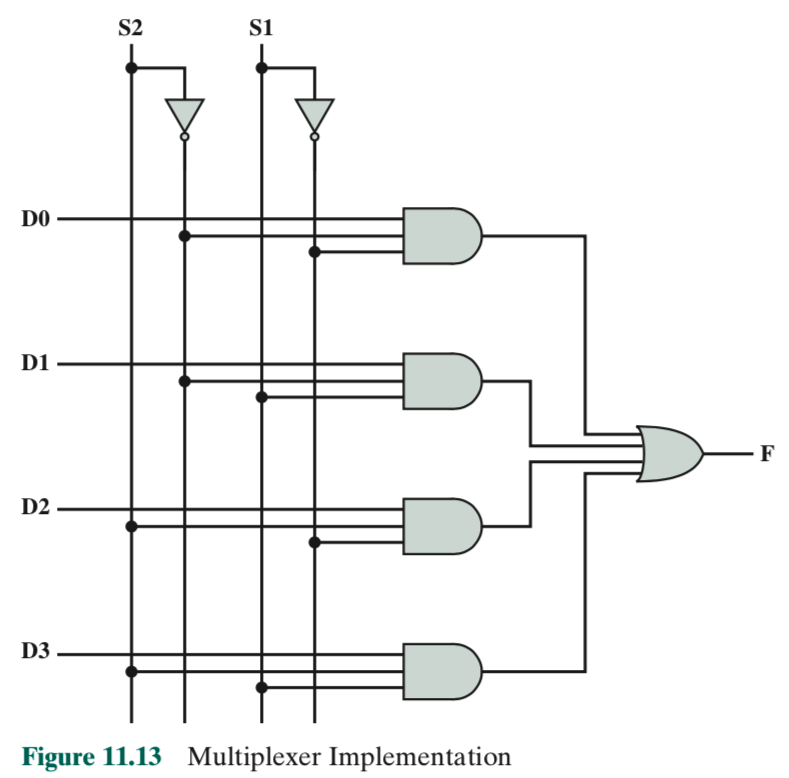 S2 S1
D0
D1
F
D2
D3
Figure 11.13 Multiplexer Implementation